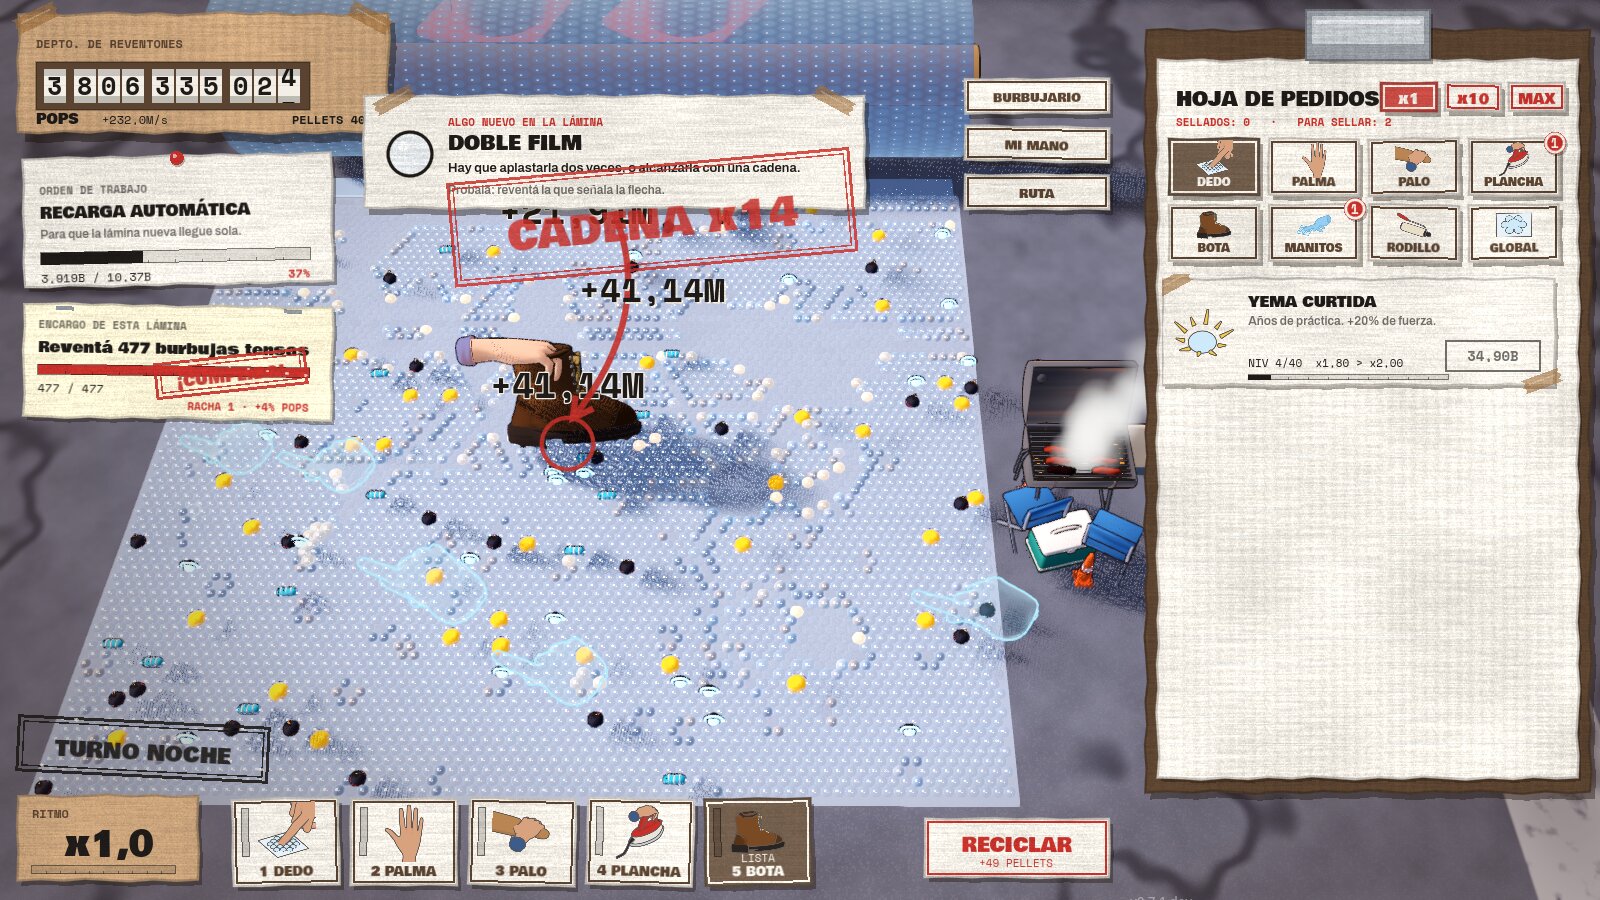 DEPTO. DE REVENTONES
3 806 335 024
POPS +232,0M/s PELLETS 40
ORDEN DE TRABAJO
RECARGA AUTOMÁTICA
Para que la lámina nueva llegue sola.
3.919B / 10.37B 37%
ENCARGO DE ESTA LÁMINA
Reventá 477 burbujas tensas
477 / 477
RACHA 1 · +4% POPS
ALGO NUEVO EN LA LÁMINA
DOBLE FILM
Hay que aplastarla dos veces, o alcanzarla con una cadena.
Probala: reventá la que señala la flecha.
CADENA x14
+41,14M
+41,14M
BURBUJARIO
MI MANO
RUTA
HOJA DE PEDIDOS x1 x10 MAX
SELLADOS: 0 · PARA SELLAR: 2
DEDO PALMA PALO PLANCHA 1
BOTA MANITOS 1 RODILLO GLOBAL
YEMA CURTIDA
Años de práctica. +20% de fuerza.
NIV 4/40 x1,80 > x2,00 34,90B
TURNO NOCHE
RITMO
x1,0
1 DEDO 2 PALMA 3 PALO 4 PLANCHA LISTA 5 BOTA
RECICLAR
+49 PELLETS